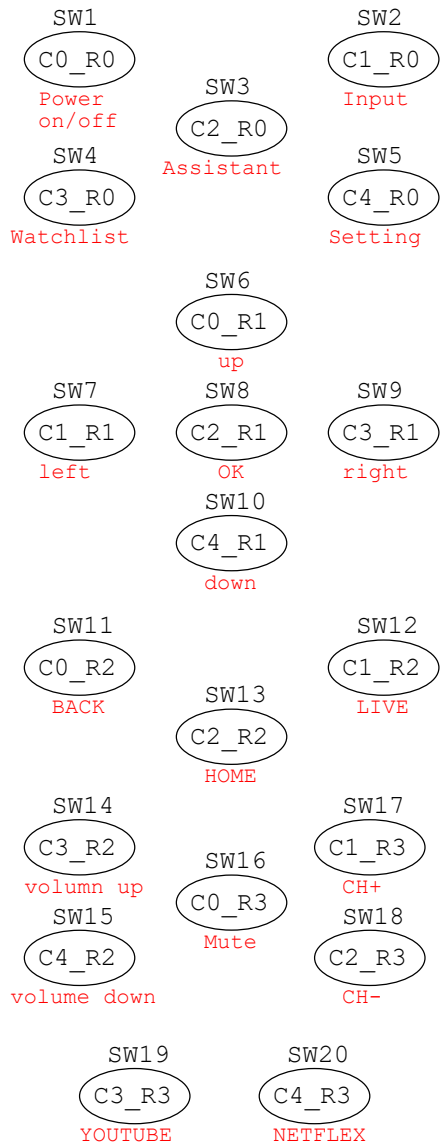 SW1
C0_R0
Power
on/off
SW2
C1_R0
Input
SW3
C2_R0
Assistant
SW4
C3_R0
Watchlist
SW5
C4_R0
Setting
SW6
C0_R1
up
SW7
C1_R1
left
SW8
C2_R1
OK
SW9
C3_R1
right
SW10
C4_R1
down
SW11
C0_R2
BACK
SW12
C1_R2
LIVE
SW13
C2_R2
HOME
SW14
C3_R2
volumn up
SW17
C1_R3
CH+
SW16
C0_R3
Mute
SW15
C4_R2
volume down
SW18
C2_R3
CH-
SW19
C3_R3
YOUTUBE
SW20
C4_R3
NETFLEX